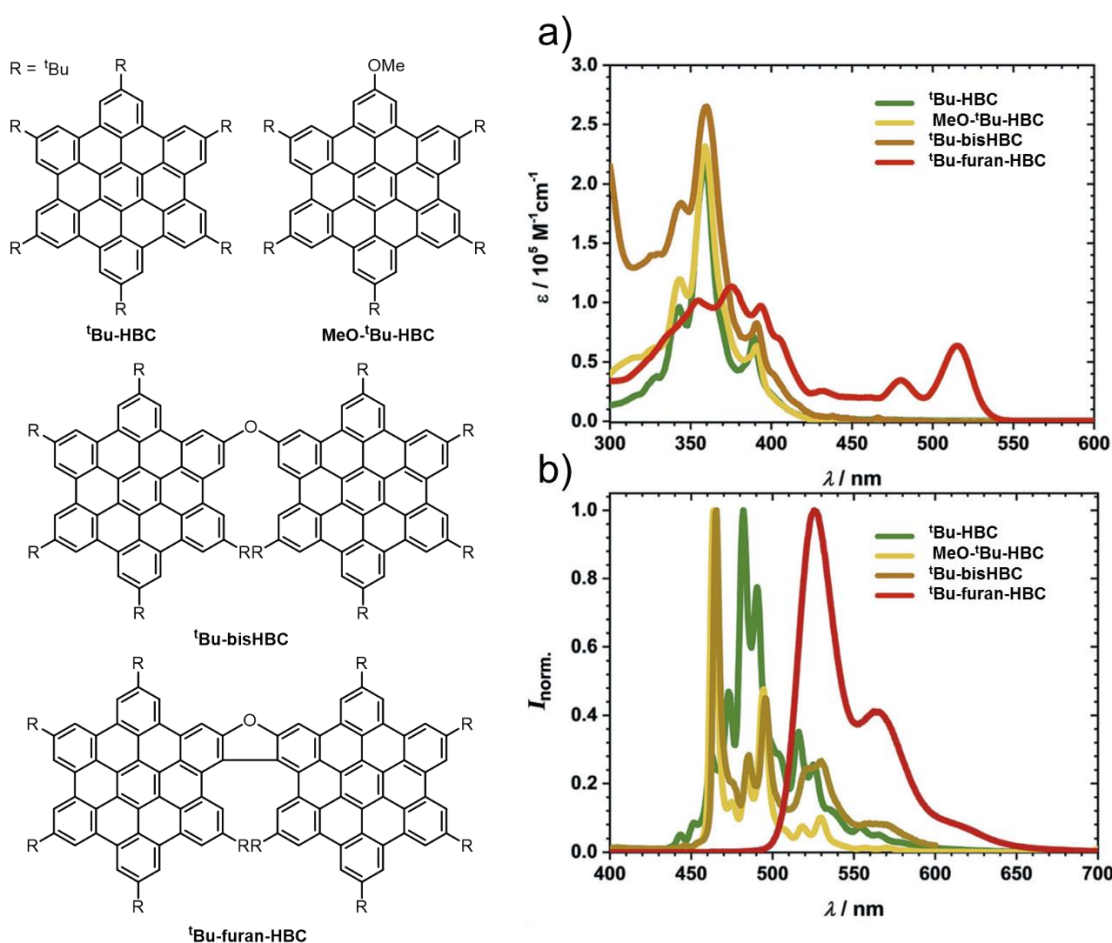 R = ᵗBu
R
R
R
R
R
R
ᵗBu-HBC
OMe
R
R
R
R
R
MeO-ᵗBu-HBC
R
R
O
R
R
R
R
RR
R
R
R
R
ᵗBu-bisHBC
R
R
O
R
R
R
R
RR
R
R
R
R
ᵗBu-furan-HBC
a)
3.0
2.5
2.0
1.5
1.0
0.5
0.0
ε / 10⁵ M⁻¹cm⁻¹
ᵗBu-HBC
MeO-ᵗBu-HBC
ᵗBu-bisHBC
ᵗBu-furan-HBC
300 350 400 450 500 550 600
λ / nm
b)
1.0
0.8
0.6
0.4
0.2
0.0
Iₙₒᵣₘ.
ᵗBu-HBC
MeO-ᵗBu-HBC
ᵗBu-bisHBC
ᵗBu-furan-HBC
400 450 500 550 600 650 700
λ / nm